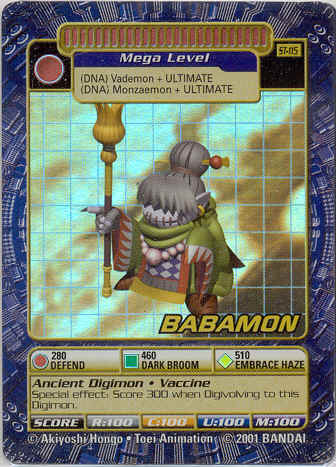 Mega Level
ST-115
(DNA) Vademon + ULTIMATE
(DNA) Monzaemon + ULTIMATE
BABAMON
280 DEFEND
460 DARK BROOM
510 EMBRACE HAZE
Ancient Digimon • Vaccine
Special effect: Score 300 when Digivolving to this
Digimon.
SCORE R:100 C:100 U:100 M:100
© Akiyoshi Hongo • Toei Animation © 2001 BANDAI